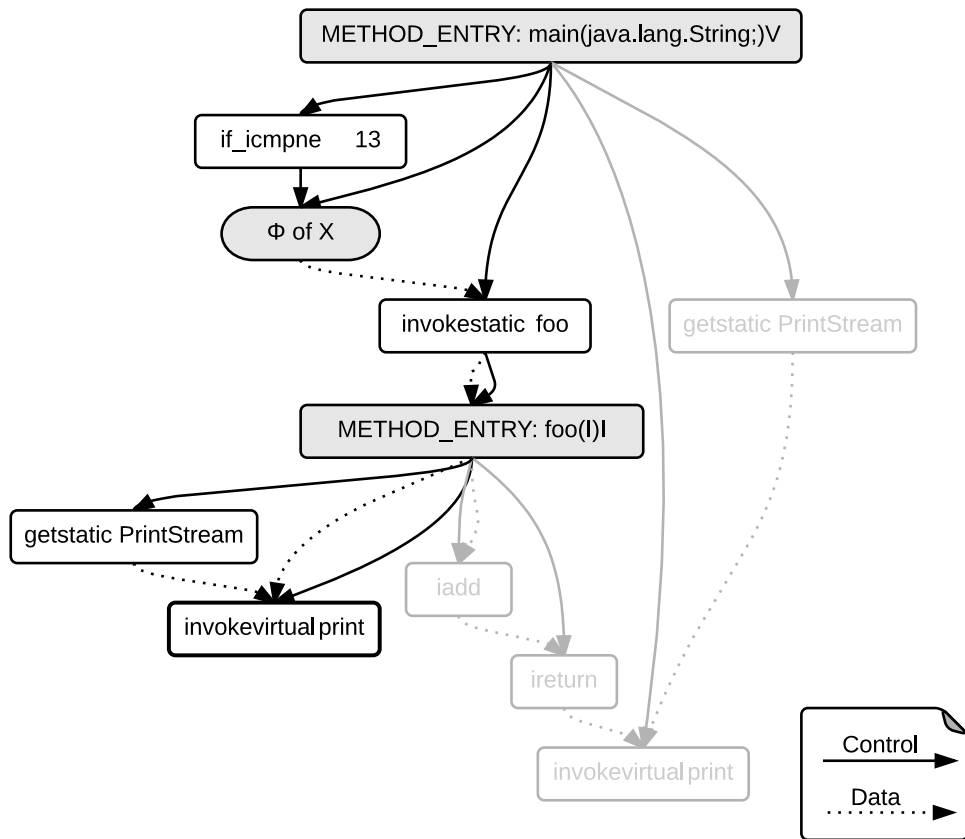 METHOD_ENTRY: main(java.lang.String;)V
if_icmpne 13
Φ of X
invokestatic foo
getstatic PrintStream
METHOD_ENTRY: foo(I)I
getstatic PrintStream
iadd
invokevirtual print
ireturn
invokevirtual print
Control
Data